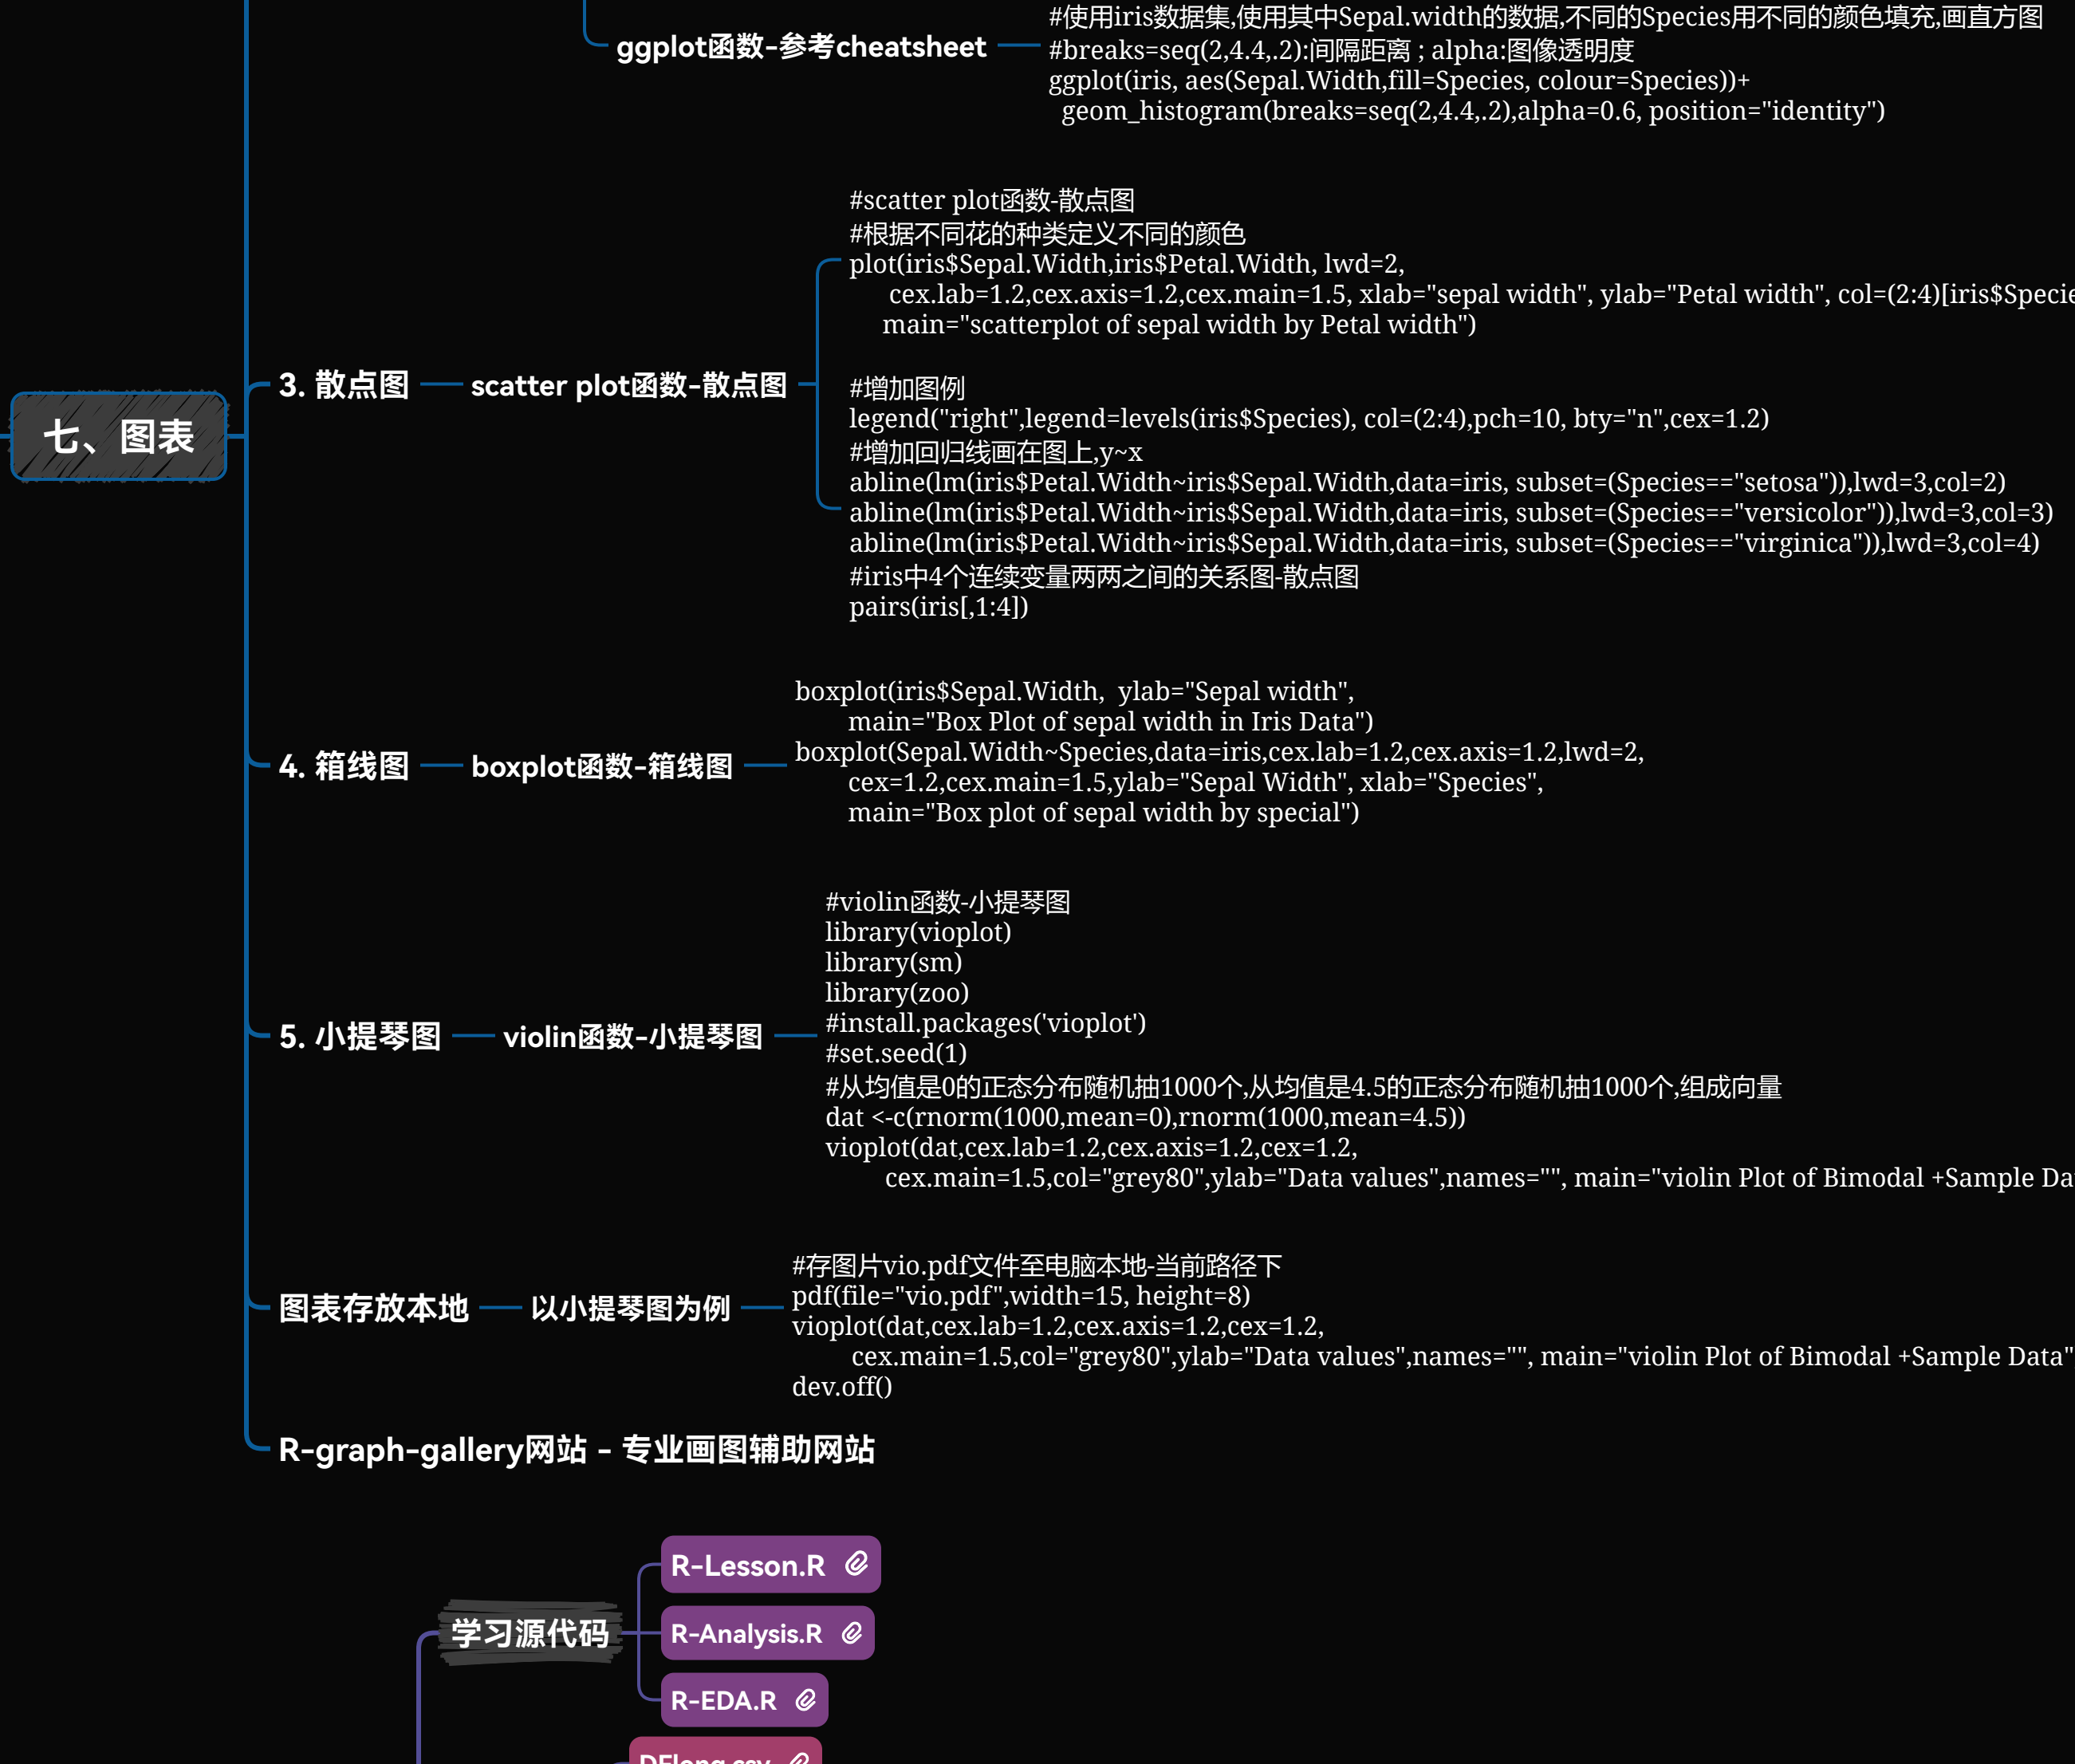 ggplot函数-参考cheatsheet
#使用iris数据集,使用其中Sepal.width的数据,不同的Species用不同的颜色填充,画直方图
#breaks=seq(2,4.4,.2):间隔距离 ; alpha:图像透明度
ggplot(iris, aes(Sepal.Width,fill=Species, colour=Species))+
geom_histogram(breaks=seq(2,4.4,.2),alpha=0.6, position="identity")
七、图表
3. 散点图
scatter plot函数-散点图
#scatter plot函数-散点图
#根据不同花的种类定义不同的颜色
plot(iris$Sepal.Width,iris$Petal.Width, lwd=2,
cex.lab=1.2,cex.axis=1.2,cex.main=1.5, xlab="sepal width", ylab="Petal width", col=(2:4)[iris$Specie
main="scatterplot of sepal width by Petal width")
#增加图例
legend("right",legend=levels(iris$Species), col=(2:4),pch=10, bty="n",cex=1.2)
#增加回归线画在图上,y~x
abline(lm(iris$Petal.Width~iris$Sepal.Width,data=iris, subset=(Species=="setosa")),lwd=3,col=2)
abline(lm(iris$Petal.Width~iris$Sepal.Width,data=iris, subset=(Species=="versicolor")),lwd=3,col=3)
abline(lm(iris$Petal.Width~iris$Sepal.Width,data=iris, subset=(Species=="virginica")),lwd=3,col=4)
#iris中4个连续变量两两之间的关系图-散点图
pairs(iris[,1:4])
4. 箱线图
boxplot函数-箱线图
boxplot(iris$Sepal.Width,  ylab="Sepal width",
main="Box Plot of sepal width in Iris Data")
boxplot(Sepal.Width~Species,data=iris,cex.lab=1.2,cex.axis=1.2,lwd=2,
cex=1.2,cex.main=1.5,ylab="Sepal Width", xlab="Species",
main="Box plot of sepal width by special")
5. 小提琴图
violin函数-小提琴图
#violin函数-小提琴图
library(vioplot)
library(sm)
library(zoo)
#install.packages('vioplot')
#set.seed(1)
#从均值是0的正态分布随机抽1000个,从均值是4.5的正态分布随机抽1000个,组成向量
dat <-c(rnorm(1000,mean=0),rnorm(1000,mean=4.5))
vioplot(dat,cex.lab=1.2,cex.axis=1.2,cex=1.2,
cex.main=1.5,col="grey80",ylab="Data values",names="", main="violin Plot of Bimodal +Sample Da
图表存放本地
以小提琴图为例
#存图片vio.pdf文件至电脑本地-当前路径下
pdf(file="vio.pdf",width=15, height=8)
vioplot(dat,cex.lab=1.2,cex.axis=1.2,cex=1.2,
cex.main=1.5,col="grey80",ylab="Data values",names="", main="violin Plot of Bimodal +Sample Data"
dev.off()
R-graph-gallery网站 - 专业画图辅助网站
学习源代码
R-Lesson.R
R-Analysis.R
R-EDA.R